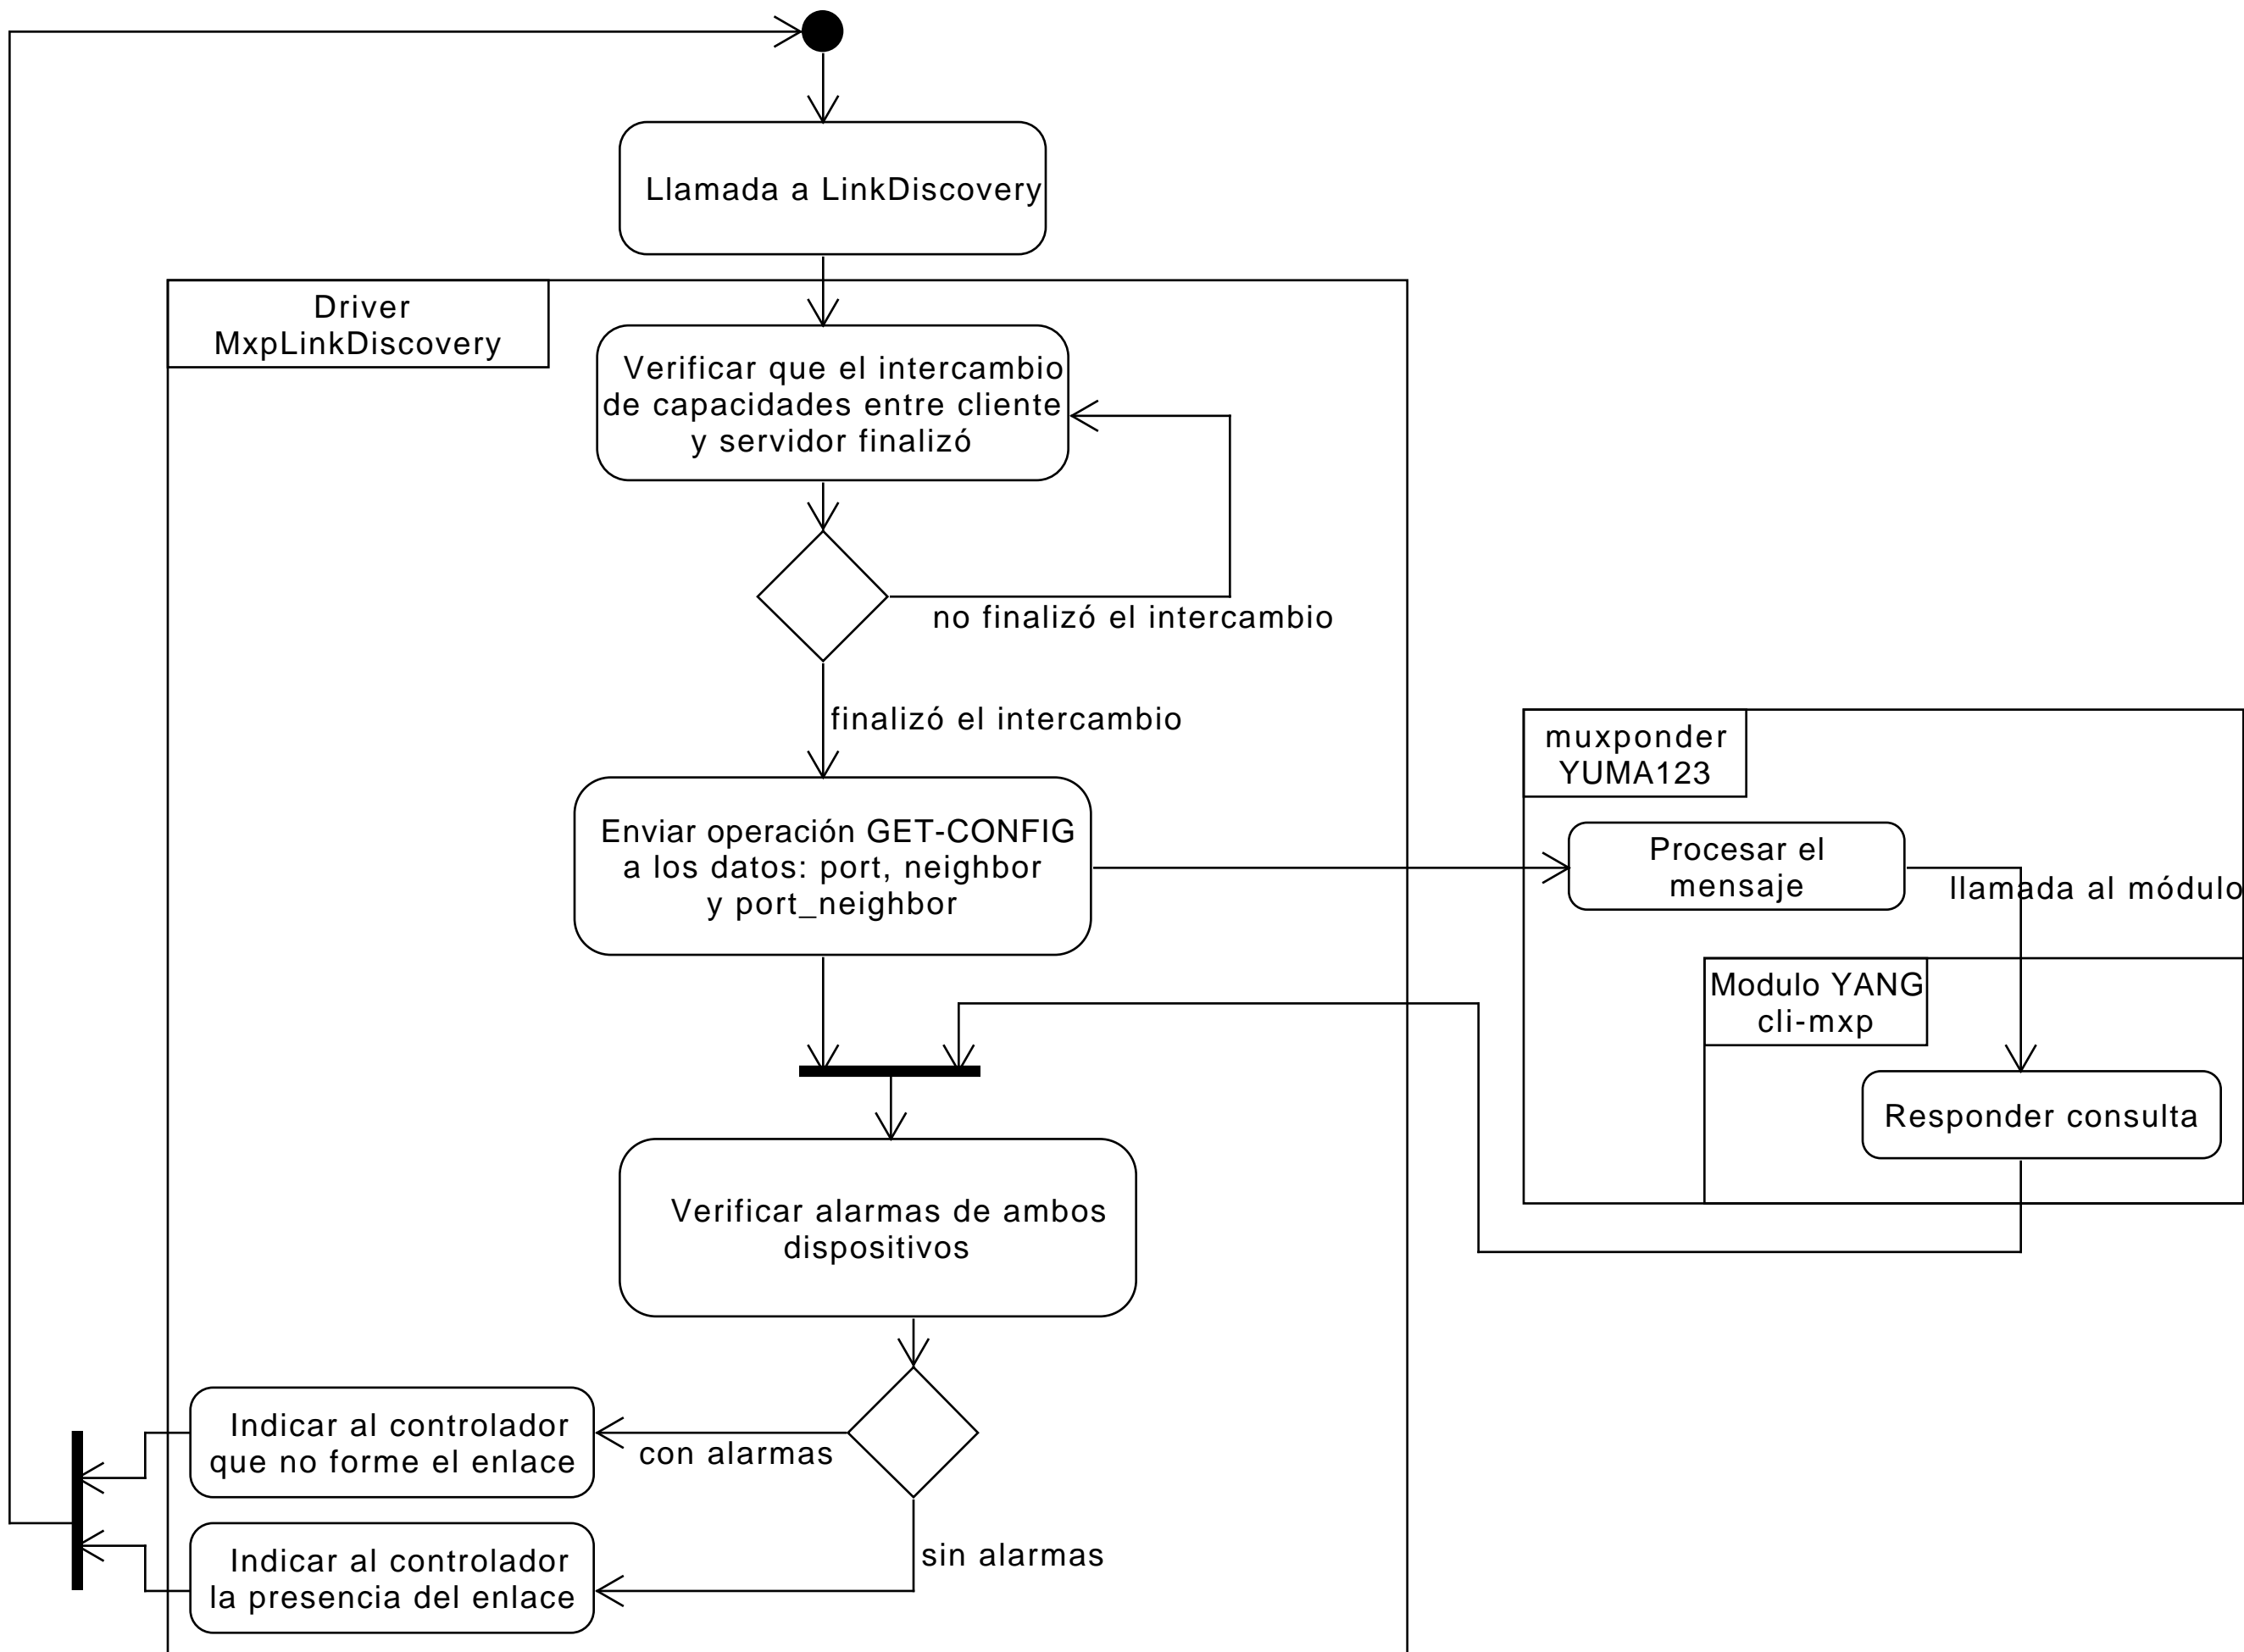 Llamada a LinkDiscovery
Driver
MxpLinkDiscovery
Verificar que el intercambio
de capacidades entre cliente
y servidor finalizó
no finalizó el intercambio
finalizó el intercambio
Enviar operación GET-CONFIG
a los datos: port, neighbor
y port_neighbor
muxponder
YUMA123
Procesar el
mensaje
llamada al módulo
Modulo YANG
cli-mxp
Responder consulta
Verificar alarmas de ambos
dispositivos
Indicar al controlador
que no forme el enlace
con alarmas
Indicar al controlador
la presencia del enlace
sin alarmas